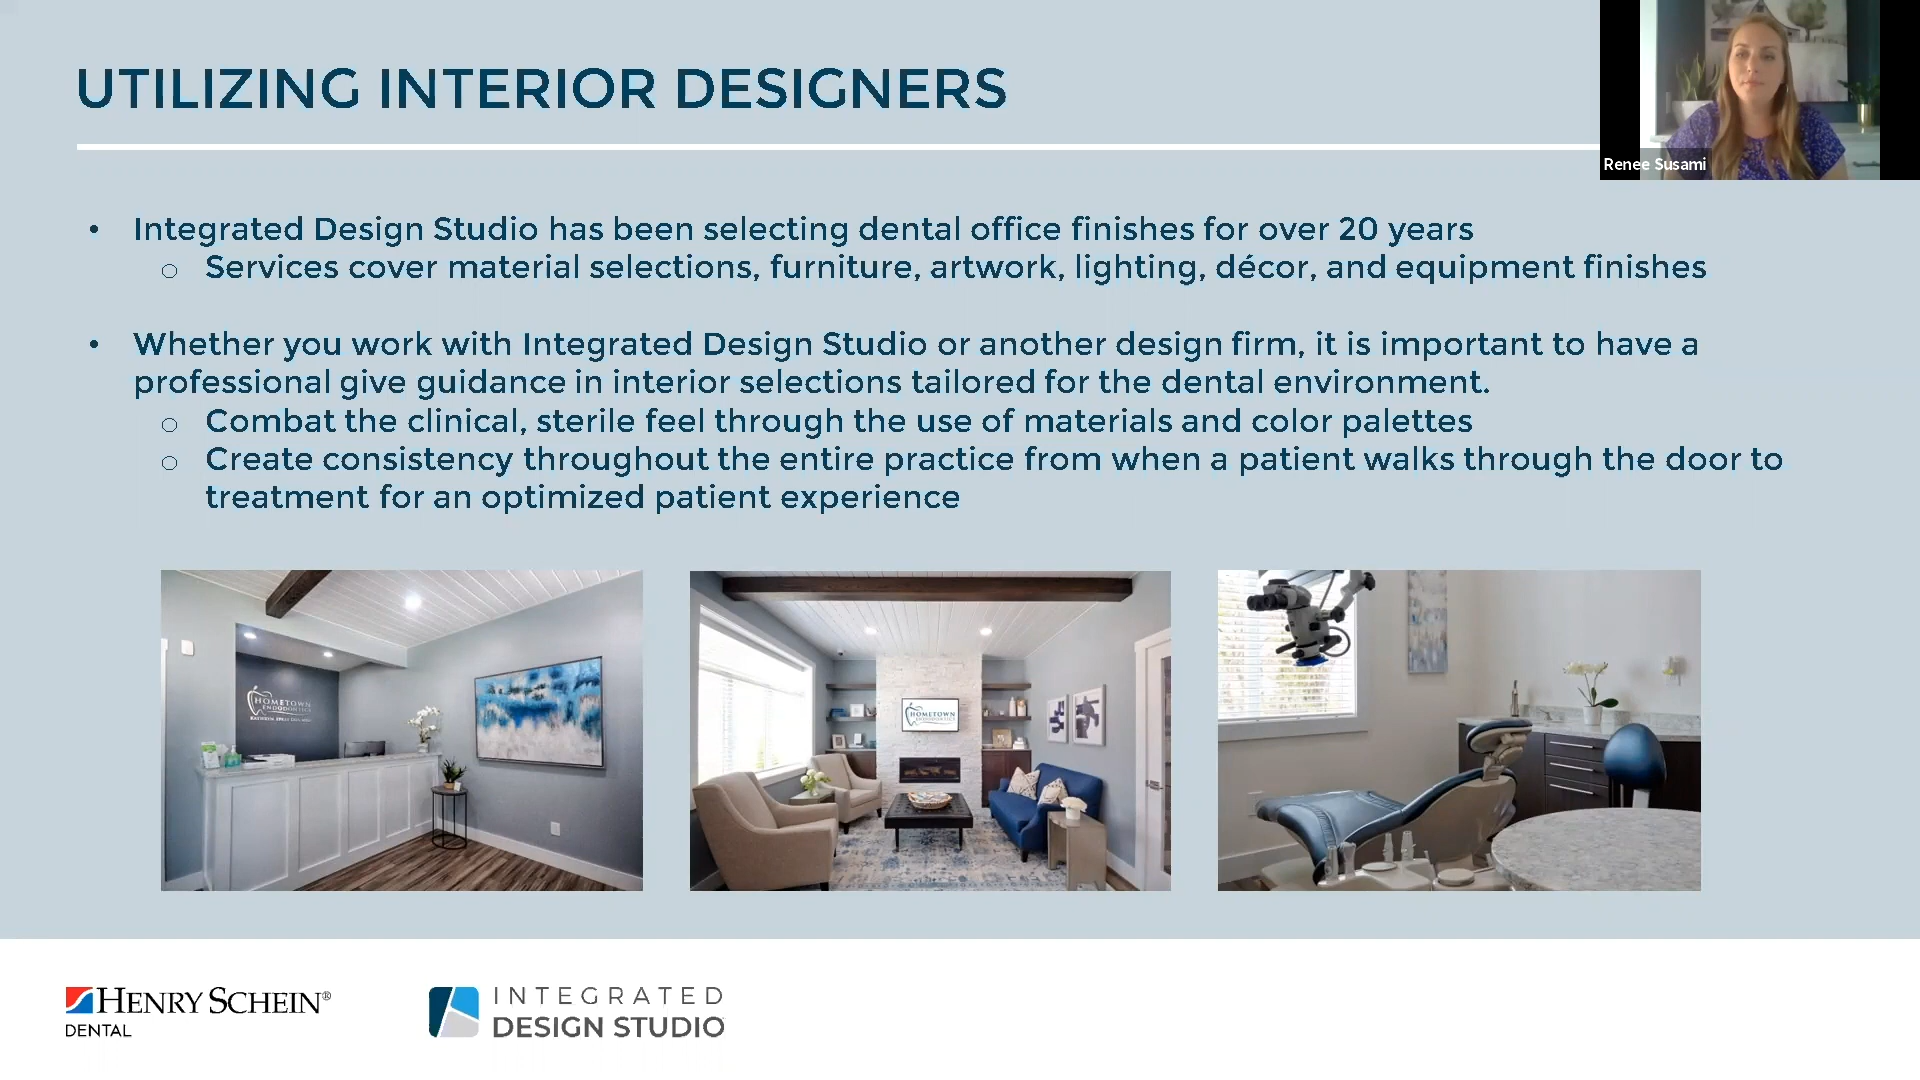 UTILIZING INTERIOR DESIGNERS
Renee Susami
• Integrated Design Studio has been selecting dental office finishes for over 20 years
o Services cover material selections, furniture, artwork, lighting, décor, and equipment finishes
• Whether you work with Integrated Design Studio or another design firm, it is important to have a
professional give guidance in interior selections tailored for the dental environment.
o Combat the clinical, sterile feel through the use of materials and color palettes
o Create consistency throughout the entire practice from when a patient walks through the door to
treatment for an optimized patient experience
HOMETOWN
ENDODONTICS
HOMETOWN
ENDODONTICS
HENRY SCHEIN®
DENTAL
INTEGRATED
DESIGN STUDIO